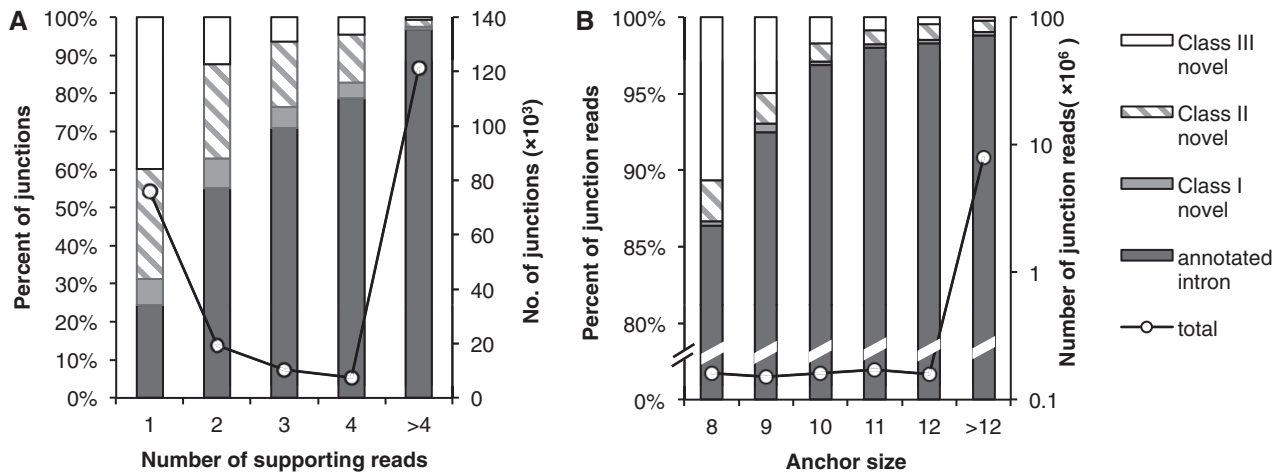 A
100%
90%
80%
70%
60%
50%
40%
30%
20%
10%
0%
Percent of junctions
140
120
100
80
60
40
20
0
No. of junctions (×10³)
1 2 3 4 >4
Number of supporting reads
B
100%
95%
90%
85%
80%
0%
Percent of junction reads
100
10
1
0.1
Number of junction reads( ×10⁶)
8 9 10 11 12 >12
Anchor size
Class III
novel
Class II
novel
Class I
novel
annotated
intron
total